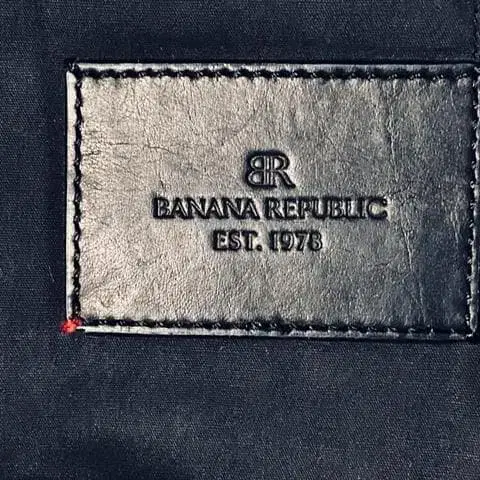 BR
BANANA REPUBLIC
EST. 1978